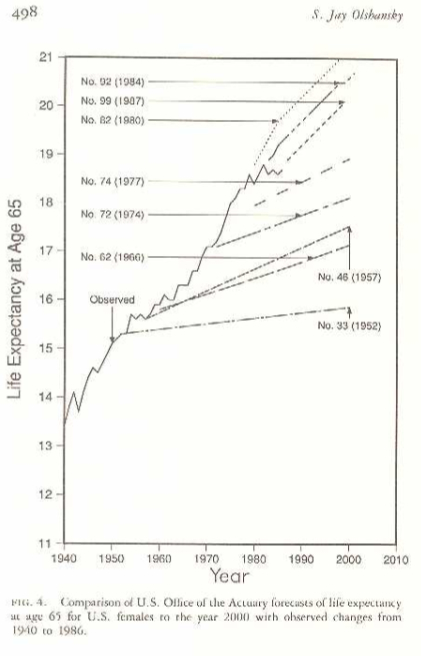 498
S. Jay Olshansky
21
No. 92 (1984)
20
No. 99 (1987)
No. 82 (1980)
19
No. 74 (1977)
18
No. 72 (1974)
17
No. 62 (1966)
No. 46 (1957)
16
Observed
No. 33 (1952)
15
14
13
12
11
Life Expectancy at Age 65
1940 1950 1960 1970 1980 1990 2000 2010
Year
FIG. 4. Comparison of U.S. Office of the Actuary forecasts of life expectancy
at age 65 for U.S. females to the year 2000 with observed changes from
1940 to 1986.